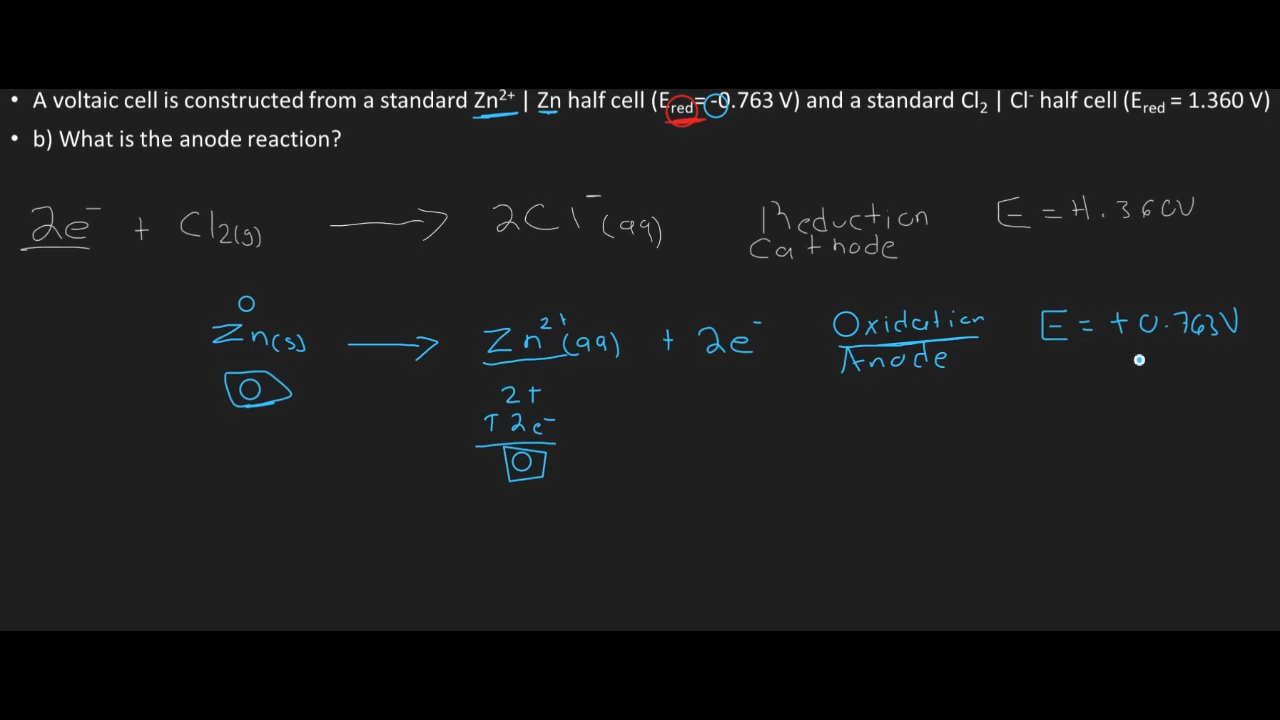 • A voltaic cell is constructed from a standard Zn²⁺ | Zn half cell (E_red = -0.763 V) and a standard Cl₂ | Cl⁻ half cell (E_red = 1.360 V)
• b) What is the anode reaction?
2e⁻ + Cl₂(g) ⟶ 2Cl⁻(aq) Reduction E = +1.360V
Cathode
0
Zn(s) ⟶ Zn²⁺(aq) + 2e⁻ Oxidation E = +0.763V
Anode
0
2+
+ 2e⁻
0